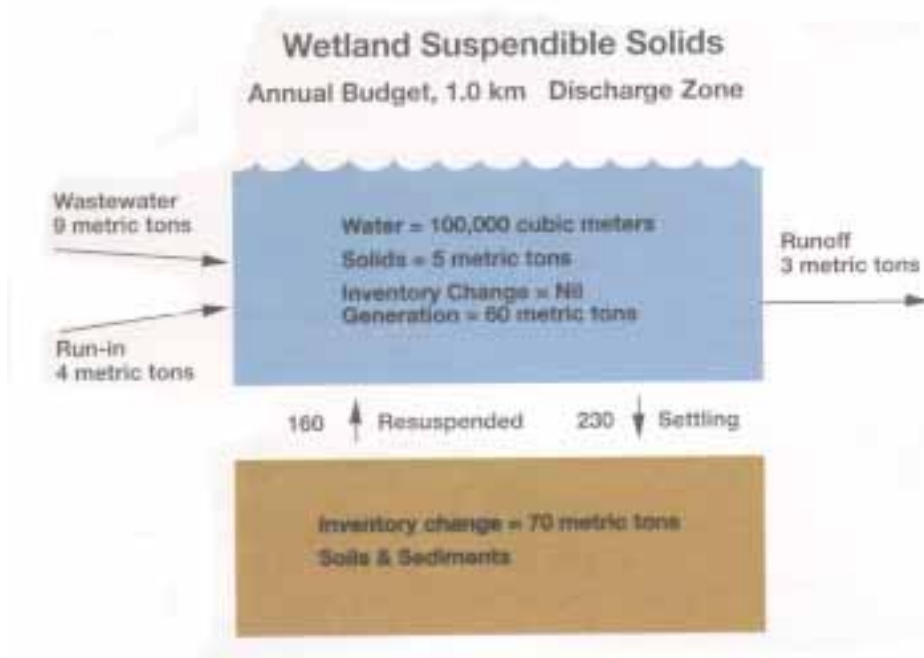 Wetland Suspendible Solids
Annual Budget, 1.0 km Discharge Zone
Wastewater
9 metric tons
Water = 100,000 cubic meters
Solids = 5 metric tons
Inventory Change = Nil
Generation = 60 metric tons
Runoff
3 metric tons
Run-in
4 metric tons
160 Resuspended 230 Settling
Inventory change = 70 metric tons
Soils & Sediments